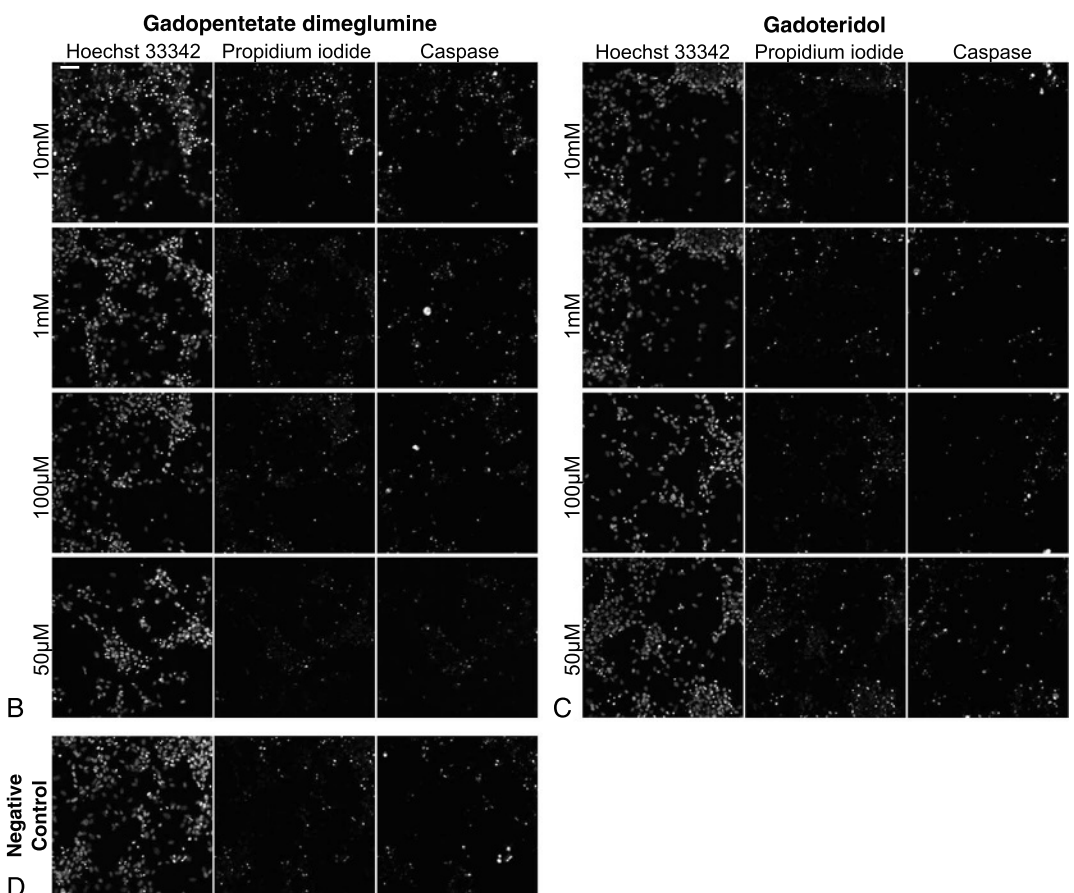 Gadopentetate dimeglumine
Hoechst 33342 Propidium iodide Caspase
10mM
1mM
100µM
50µM
B
Gadoteridol
Hoechst 33342 Propidium iodide Caspase
10mM
1mM
100µM
50µM
C
Negative
Control
D